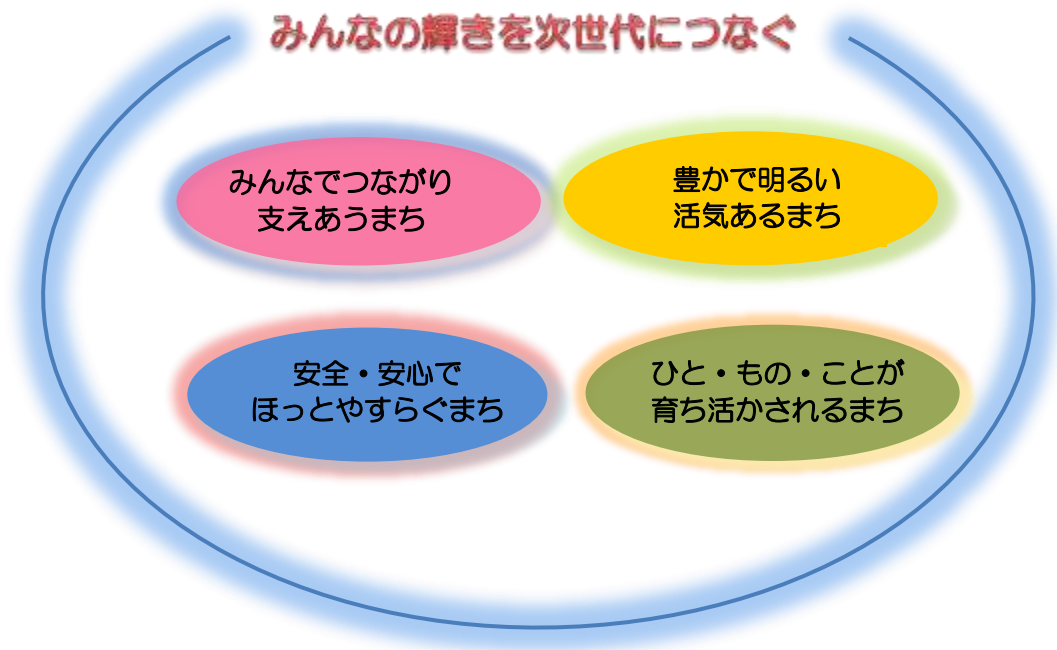 みんなの輝きを次世代につなぐ
みんなでつながり
支えあうまち
豊かで明るい
活気あるまち
安全・安心で
ほっとやすらぐまち
ひと・もの・ことが
育ち活かされるまち